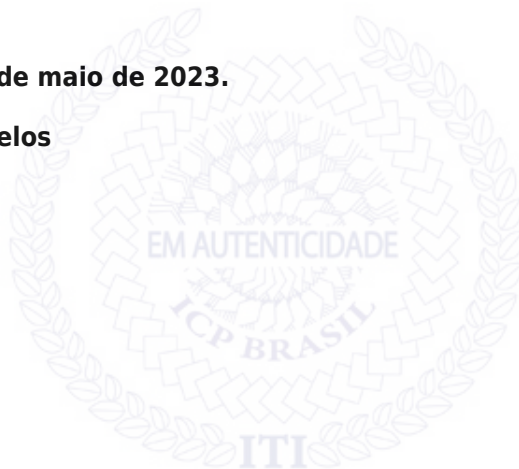 de maio de 2023.
elos
EM AUTENTICIDADE
ICP BRASIL
ITI